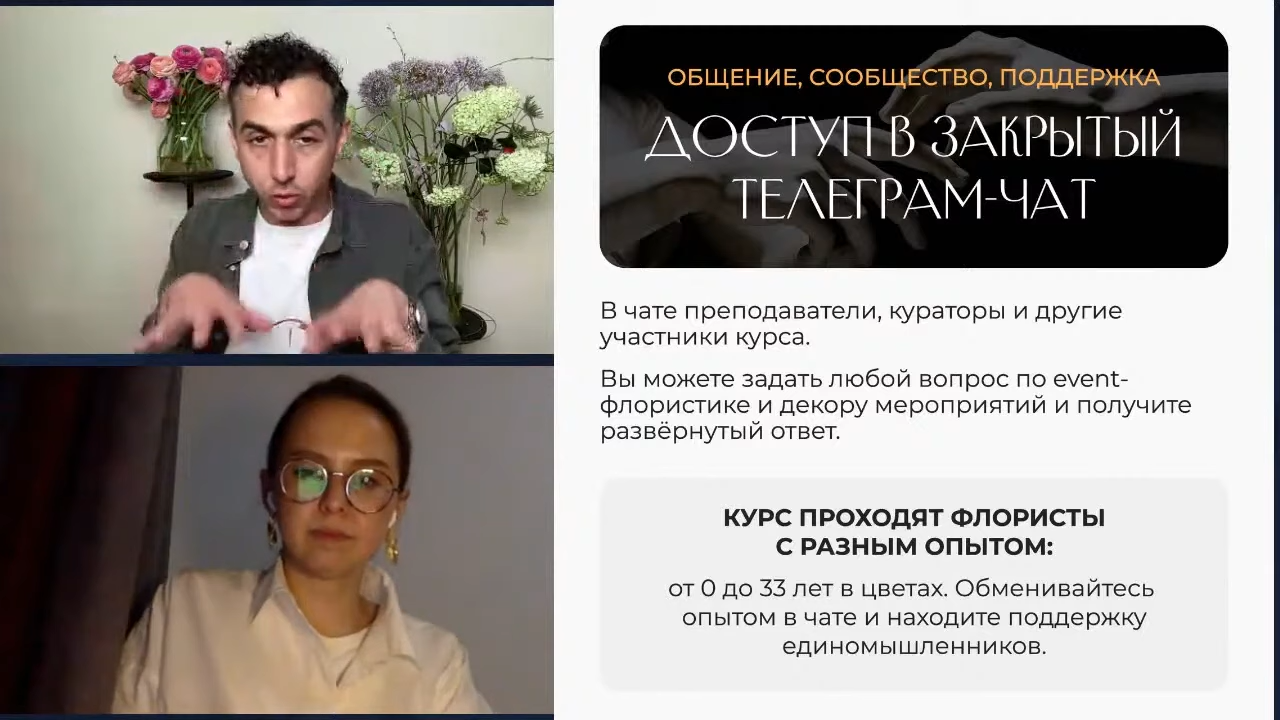 ОБЩЕНИЕ, СООБЩЕСТВО, ПОДДЕРЖКА
ДОСТУП В ЗАКРЫТЫЙ
ТЕЛЕГРАМ-ЧАТ
В чате преподаватели, кураторы и другие
участники курса.
Вы можете задать любой вопрос по event-
флористике и декору мероприятий и получите
развёрнутый ответ.
КУРС ПРОХОДЯТ ФЛОРИСТЫ
С РАЗНЫМ ОПЫТОМ:
от 0 до 33 лет в цветах. Обменивайтесь
опытом в чате и находите поддержку
единомышленников.